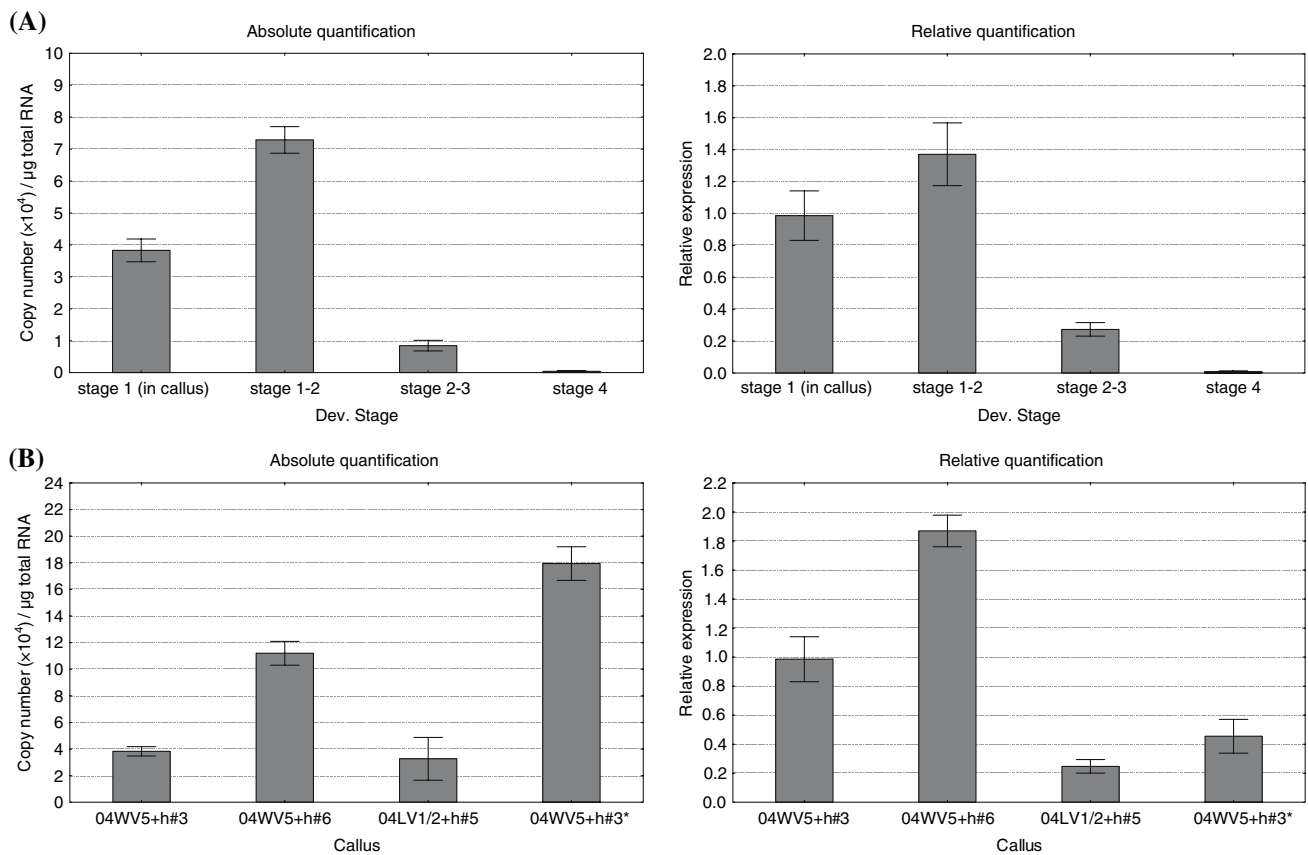 (A)
Absolute quantification
Copy number (×10⁴) / µg total RNA
10
9
8
7
6
5
4
3
2
1
0
stage 1 (in callus) stage 1-2 stage 2-3 stage 4
Dev. Stage
Relative quantification
Relative expression
2.0
1.8
1.6
1.4
1.2
1.0
0.8
0.6
0.4
0.2
0.0
stage 1 (in callus) stage 1-2 stage 2-3 stage 4
Dev. Stage
(B)
Absolute quantification
Copy number (×10⁴) / µg total RNA
24
22
20
18
16
14
12
10
8
6
4
2
0
04WV5+h#3 04WV5+h#6 04LV1/2+h#5 04WV5+h#3*
Callus
Relative quantification
Relative expression
2.2
2.0
1.8
1.6
1.4
1.2
1.0
0.8
0.6
0.4
0.2
0.0
04WV5+h#3 04WV5+h#6 04LV1/2+h#5 04WV5+h#3*
Callus